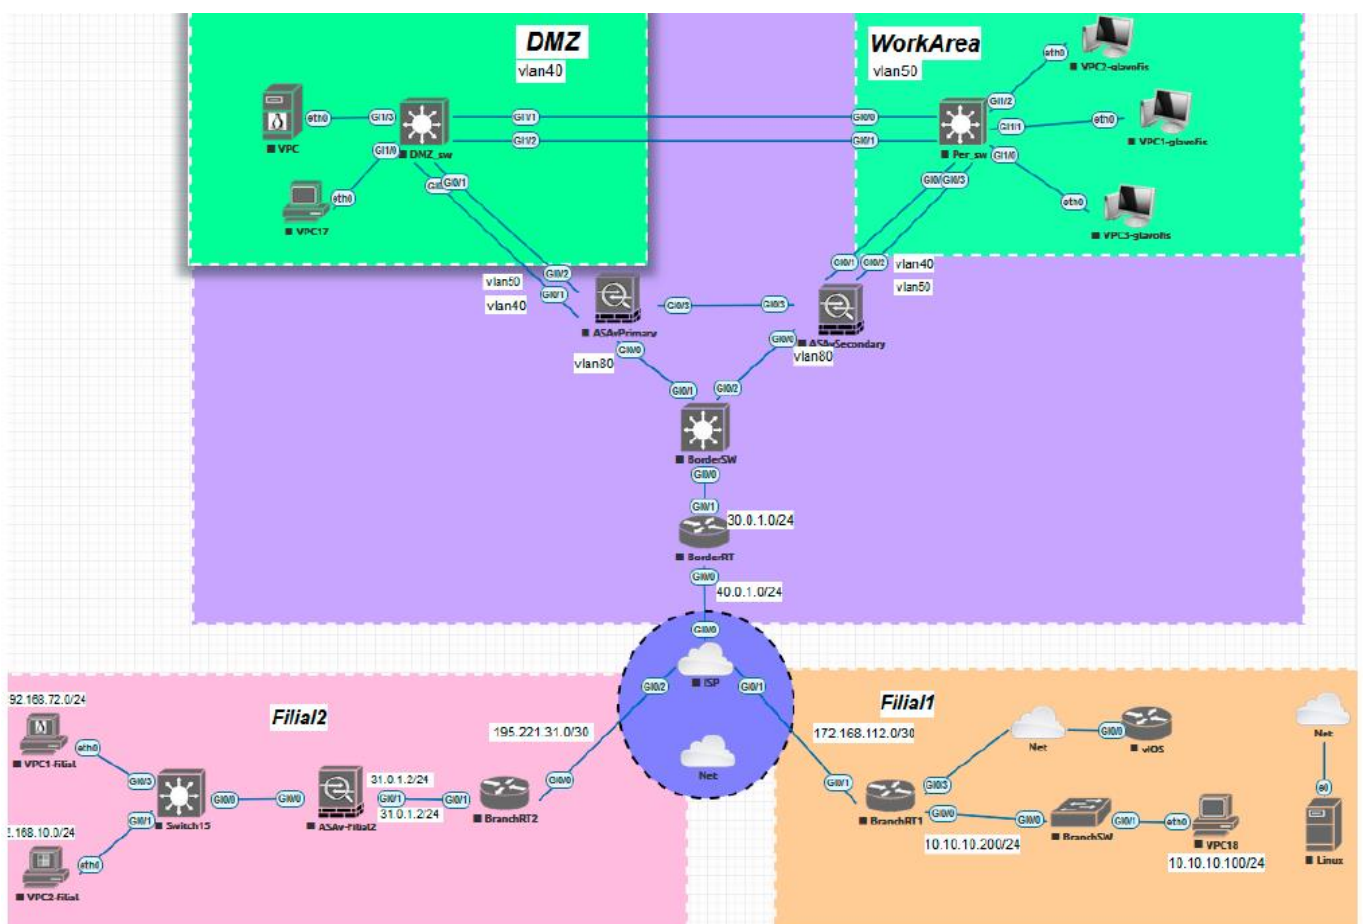 DMZ
vlan40
WorkArea
vlan50
eth0
VPC2-glavofis
Gi1/2
eth0
Gi1/3
Gi1/1
Gi0/0
Gi1/1
eth0
VPC1-glavofis
VPC
DMZ_sw
Gi1/0
Gi1/2
Gi0/1
Per_sw
Gi1/0
Gi0/1
Gi0/3
eth0
eth0
VPC17
VPC3-glavofis
vlan50
Gi0/2
Gi0/1
Gi0/2
vlan40
vlan40
Gi0/1
vlan50
Gi0/3
Gi0/3
ASAvPrimary
Gi0/0
ASAvSecondary
Gi0/0
vlan80
vlan80
Gi0/1
Gi0/2
BorderSW
Gi0/0
Gi0/1
30.0.1.0/24
BorderRT
Gi0/0
40.0.1.0/24
Gi0/0
ISP
Gi0/2
Gi0/1
Net
92.168.72.0/24
Filial2
195.221.31.0/30
VPC1-filial
eth0
Gi0/3
31.0.1.2/24
Gi0/0
Gi0/0
Gi0/0
Gi0/1
Gi0/1
31.0.1.2/24
Switch15
ASAv-Filial2
BranchRT2
Gi0/1
.168.10.0/24
eth0
VPC2-filial
Filial1
172.168.112.0/30
Net
Gi0/0
vIOS
Net
Gi0/1
Gi0/3
e0
BranchRT1
Gi0/0
Gi0/0
BranchSW
Gi0/1
eth0
VPC18
10.10.10.200/24
10.10.10.100/24
Linux